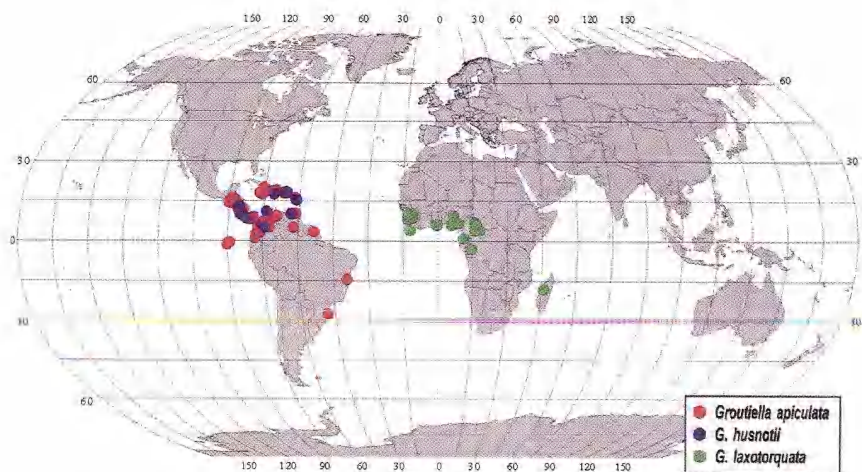 150 120 90 30 0 30 60 90 120 150
60 60
30 30
0 0
30 30
60
Groutiella apiculata
G. husnotii
G. laxotorquata
150 120 90 60 30 0 30 60 90 120 150